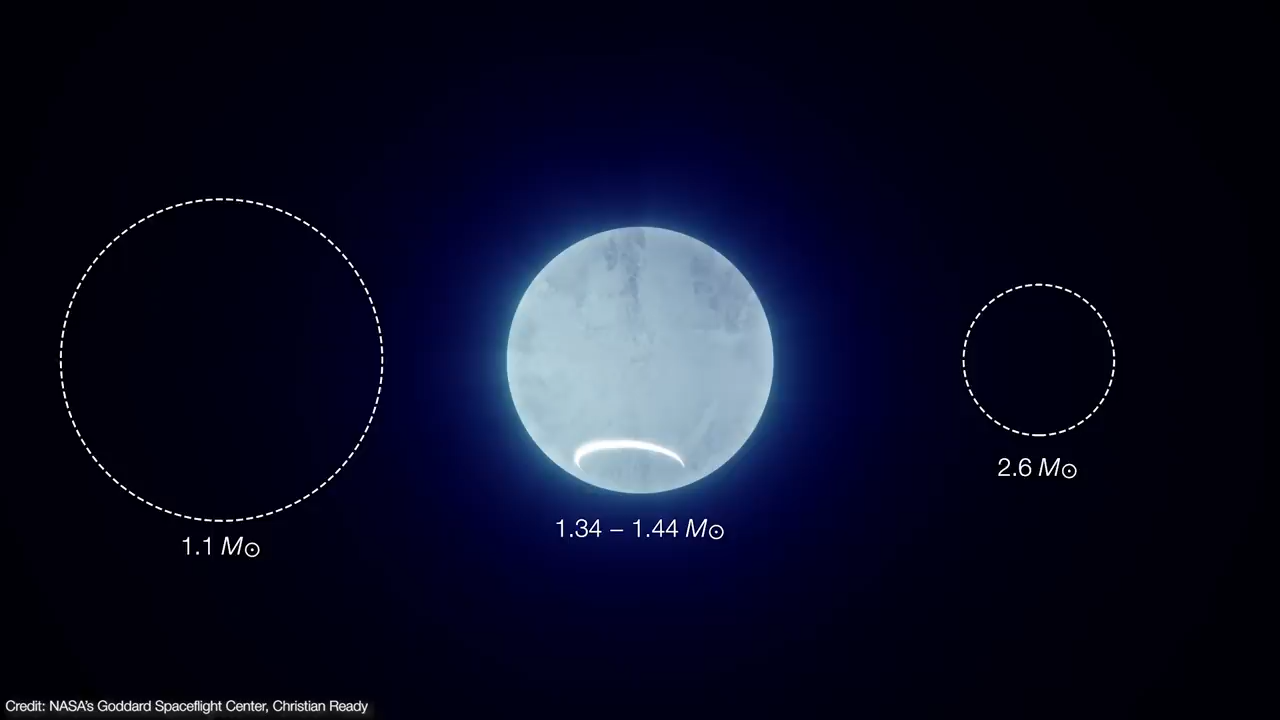 1.1 M☉
1.34 – 1.44 M☉
2.6 M☉
Credit: NASA's Goddard Spaceflight Center, Christian Ready